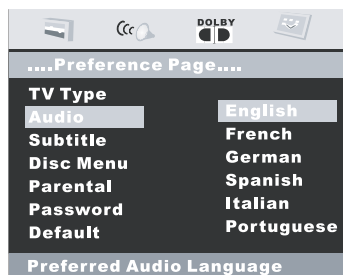 DOLBY
....Preference Page....
TV Type
Audio
Subtitle
Disc Menu
Parental
Password
Default
English
French
German
Spanish
Italian
Portuguese
Preferred Audio Language